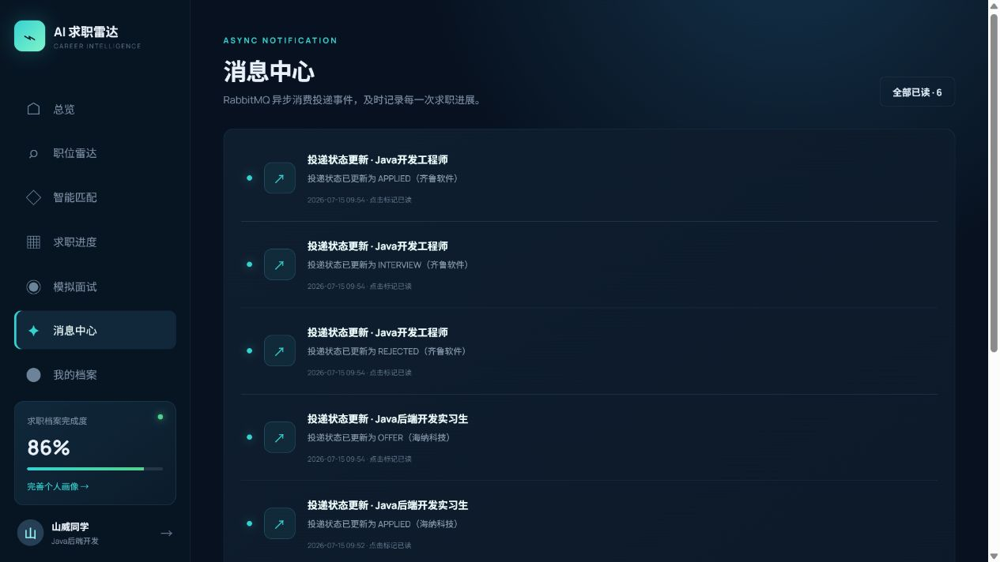 AI 求职雷达
CAREER INTELLIGENCE
总览
职位雷达
智能匹配
求职进度
模拟面试
消息中心
我的档案
求职档案完成度
86%
完善个人画像 →
山
山威同学
Java后端开发
ASYNC NOTIFICATION
消息中心
RabbitMQ 异步消费投递事件，及时记录每一次求职进展。
全部已读 · 6
投递状态更新 · Java开发工程师
投递状态已更新为 APPLIED（齐鲁软件）
2026-07-15 09:54 · 点击标记已读
投递状态更新 · Java开发工程师
投递状态已更新为 INTERVIEW（齐鲁软件）
2026-07-15 09:54 · 点击标记已读
投递状态更新 · Java开发工程师
投递状态已更新为 REJECTED（齐鲁软件）
2026-07-15 09:54 · 点击标记已读
投递状态更新 · Java后端开发实习生
投递状态已更新为 OFFER（海纳科技）
2026-07-15 09:54 · 点击标记已读
投递状态更新 · Java后端开发实习生
投递状态已更新为 APPLIED（海纳科技）
2026-07-15 09:52 · 点击标记已读